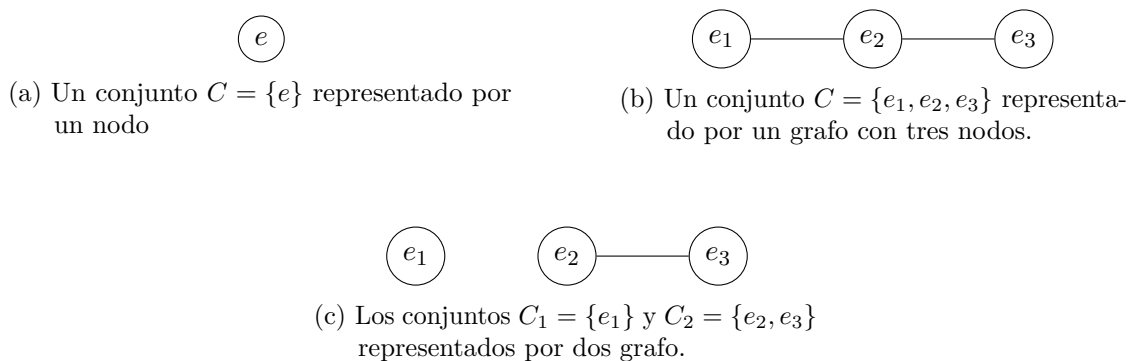 e
e₁ e₂ e₃
(a) Un conjunto C = {e} representado por
un nodo
(b) Un conjunto C = {e₁, e₂, e₃} representa-
do por un grafo con tres nodos.
e₁ e₂ e₃
(c) Los conjuntos C₁ = {e₁} y C₂ = {e₂, e₃}
representados por dos grafo.